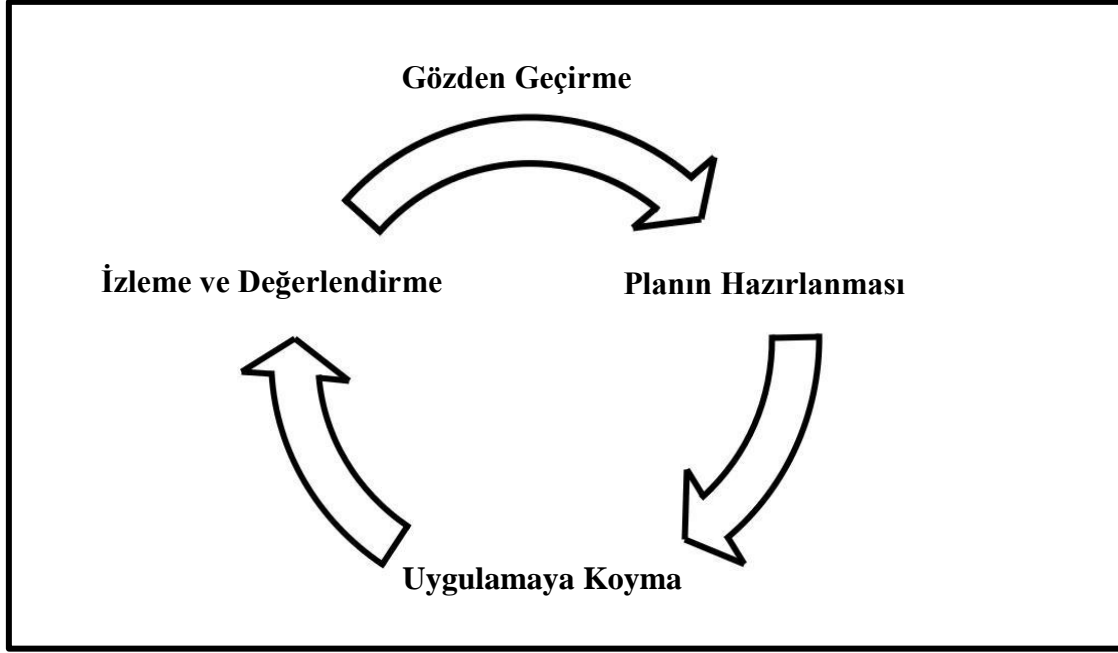 Gözden Geçirme
İzleme ve Değerlendirme
Planın Hazırlanması
Uygulamaya Koyma